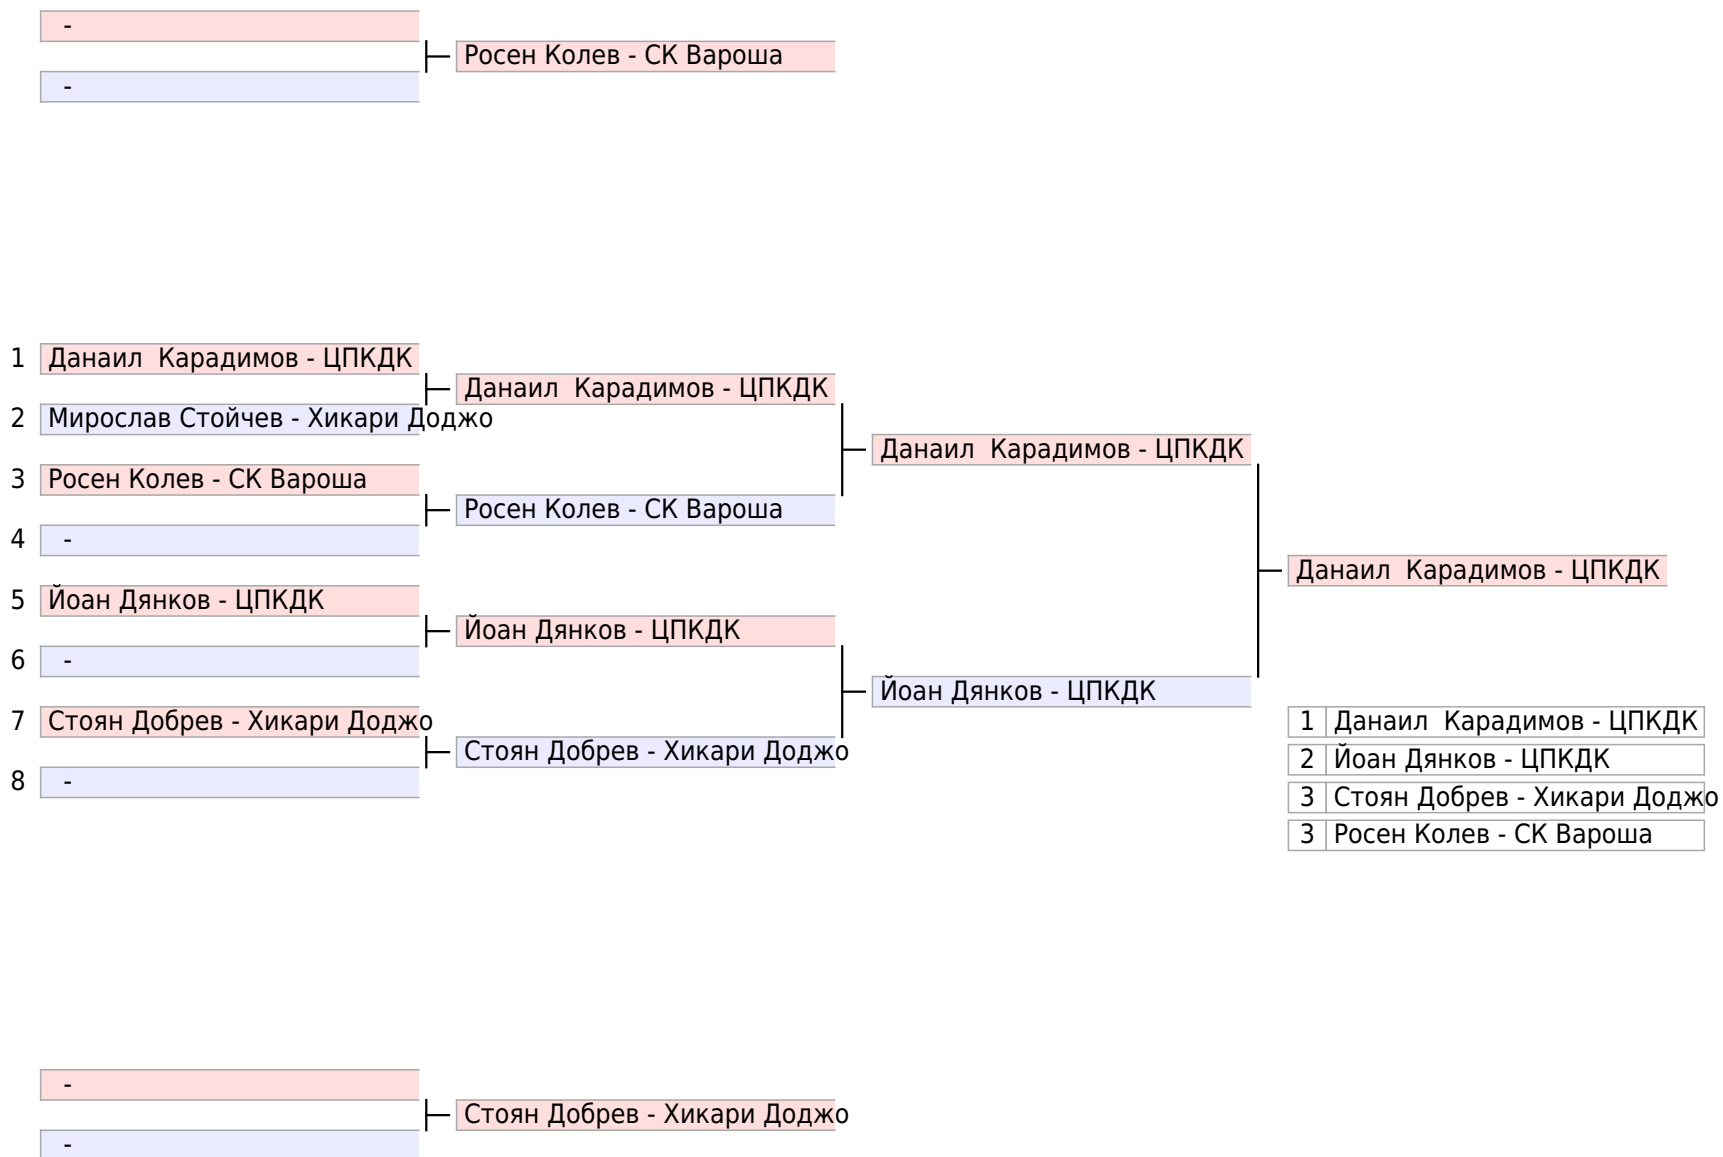 -
Росен Колев - СК Вароша
-
1 Данаил  Карадимов - ЦПКДК
Данаил  Карадимов - ЦПКДК
2 Мирослав Стойчев - Хикари Доджо
Данаил  Карадимов - ЦПКДК
3 Росен Колев - СК Вароша
Росен Колев - СК Вароша
4 -
Данаил  Карадимов - ЦПКДК
5 Йоан Дянков - ЦПКДК
Йоан Дянков - ЦПКДК
6 -
Йоан Дянков - ЦПКДК
7 Стоян Добрев - Хикари Доджо
Стоян Добрев - Хикари Доджо
8 -
1 Данаил  Карадимов - ЦПКДК
2 Йоан Дянков - ЦПКДК
3 Стоян Добрев - Хикари Доджо
3 Росен Колев - СК Вароша
-
Стоян Добрев - Хикари Доджо
-